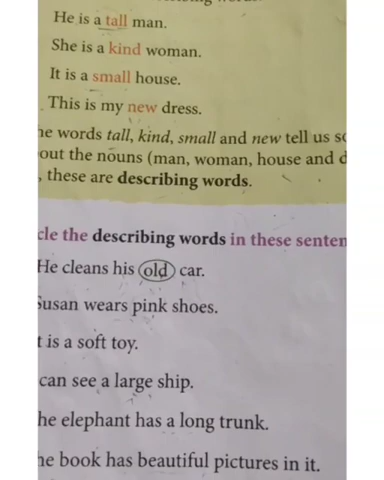 He is a tall man.
She is a kind woman.
It is a small house.
This is my new dress.
words tall, kind, small and new tell us
the nouns (man, woman, house and
, these are describing words.
the describing words in these
He cleans his old car.
Susan wears pink shoes.
is a soft toy.
can see a large ship.
elephant has a long trunk.
book has beautiful pictures in it.